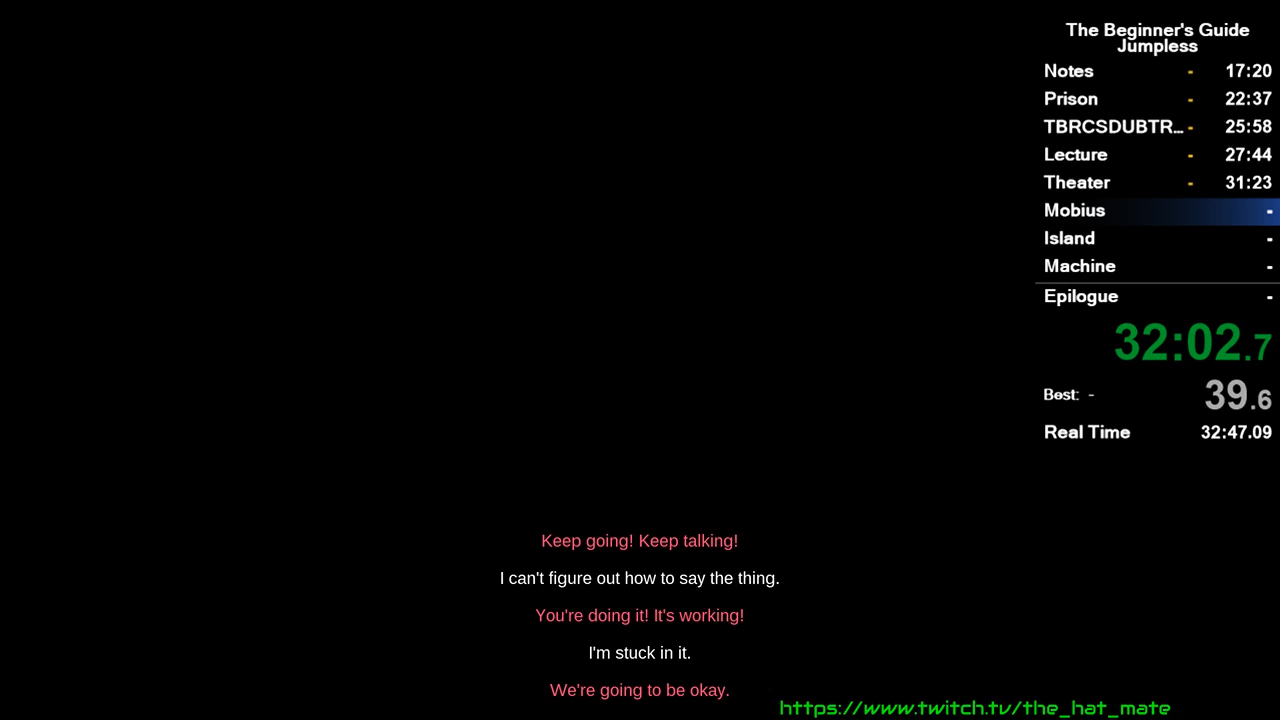 The Beginner's Guide
Jumpless
Notes - 17:20
Prison - 22:37
TBRCSDUBTR... - 25:58
Lecture - 27:44
Theater - 31:23
Mobius -
Island -
Machine -
Epilogue -
32:02.7
Best: - 39.6
Real Time 32:47.09
Keep going! Keep talking!
I can't figure out how to say the thing.
You're doing it! It's working!
I'm stuck in it.
We're going to be okay.
https://www.twitch.tv/the_hat_mate